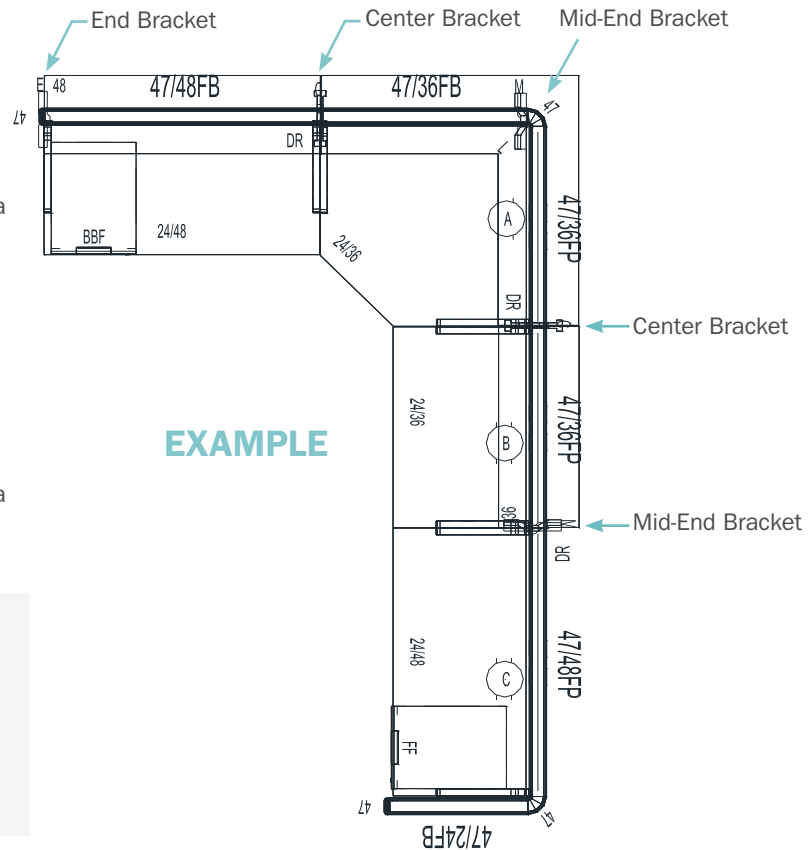 End Bracket
Center Bracket
Mid-End Bracket
E 48
47/48FB
47/36FB
M
47
47
DR
a
A
47/36FP
BBF
24/48
24/36
DR
Center Bracket
24/36
47/36FP
EXAMPLE
B
a
36
M
Mid-End Bracket
DR
24/48
47/48FP
C
FF
47
47
47/24FB